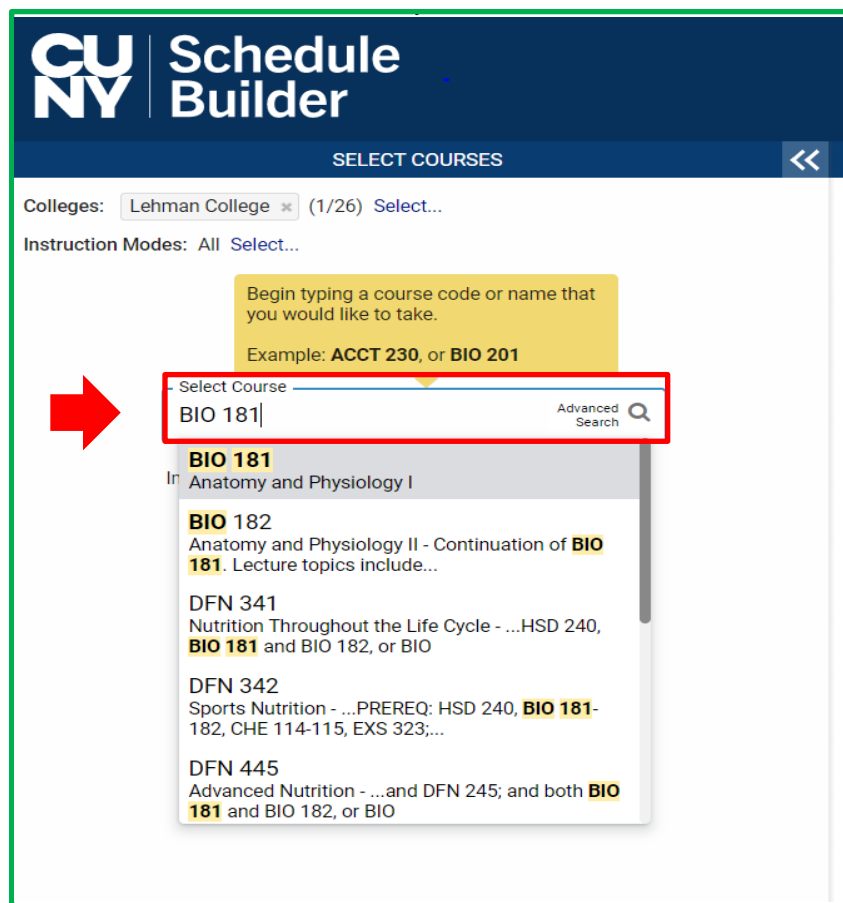 CUNY Schedule
Builder
SELECT COURSES
Colleges: Lehman College × (1/26) Select...
Instruction Modes: All Select...
Begin typing a course code or name that
you would like to take.
Example: ACCT 230, or BIO 201
Select Course
BIO 181
Advanced
Search
In
BIO 181
Anatomy and Physiology I
BIO 182
Anatomy and Physiology II - Continuation of BIO
181. Lecture topics include...
DFN 341
Nutrition Throughout the Life Cycle - ...HSD 240,
BIO 181 and BIO 182, or BIO
DFN 342
Sports Nutrition - ...PREREQ: HSD 240, BIO 181-
182, CHE 114-115, EXS 323;...
DFN 445
Advanced Nutrition - ...and DFN 245; and both BIO
181 and BIO 182, or BIO